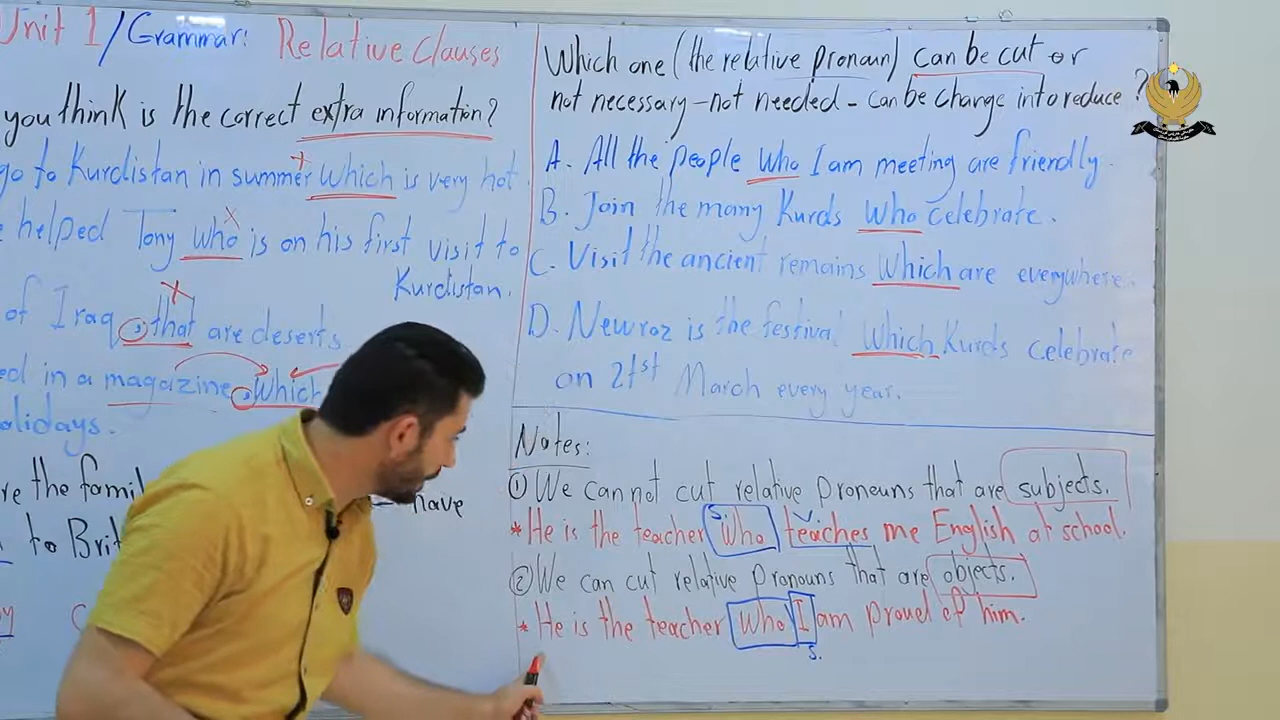 Unit 1/Grammar: Relative Clauses
you think is the correct extra information?
go to Kurdistan in summer which is very hot
helped Tony who is on his first visit to
Kurdistan.
of Iraq that are deserts
ed in a magazine which
olidays.
re the famil
have
to Brit
Which one (the relative pronoun) can be cut or
not necessary - not needed - can be change into reduce ?
A. All the people who I am meeting are friendly.
B. Join the many Kurds who celebrate.
C. Visit the ancient remains which are everywhere.
D. Newroz is the festival which Kurds celebrate
on 21st March every year.
Notes:
① We cannot cut relative pronouns that are subjects.
s v
* He is the teacher who teaches me English at school.
② We can cut relative pronouns that are objects.
* He is the teacher who I am proud of him.
s.